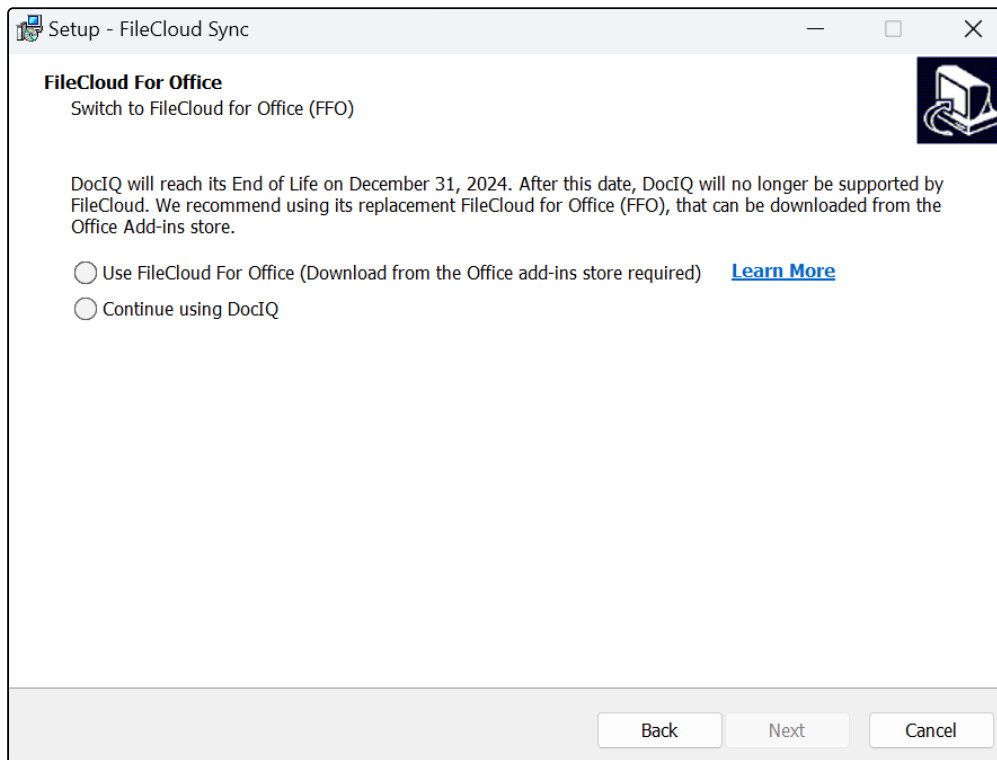 Setup - FileCloud Sync
FileCloud For Office
Switch to FileCloud for Office (FFO)
DocIQ will reach its End of Life on December 31, 2024. After this date, DocIQ will no longer be supported by
FileCloud. We recommend using its replacement FileCloud for Office (FFO), that can be downloaded from the
Office Add-ins store.
Use FileCloud For Office (Download from the Office add-ins store required) Learn More
Continue using DocIQ
Back Next Cancel